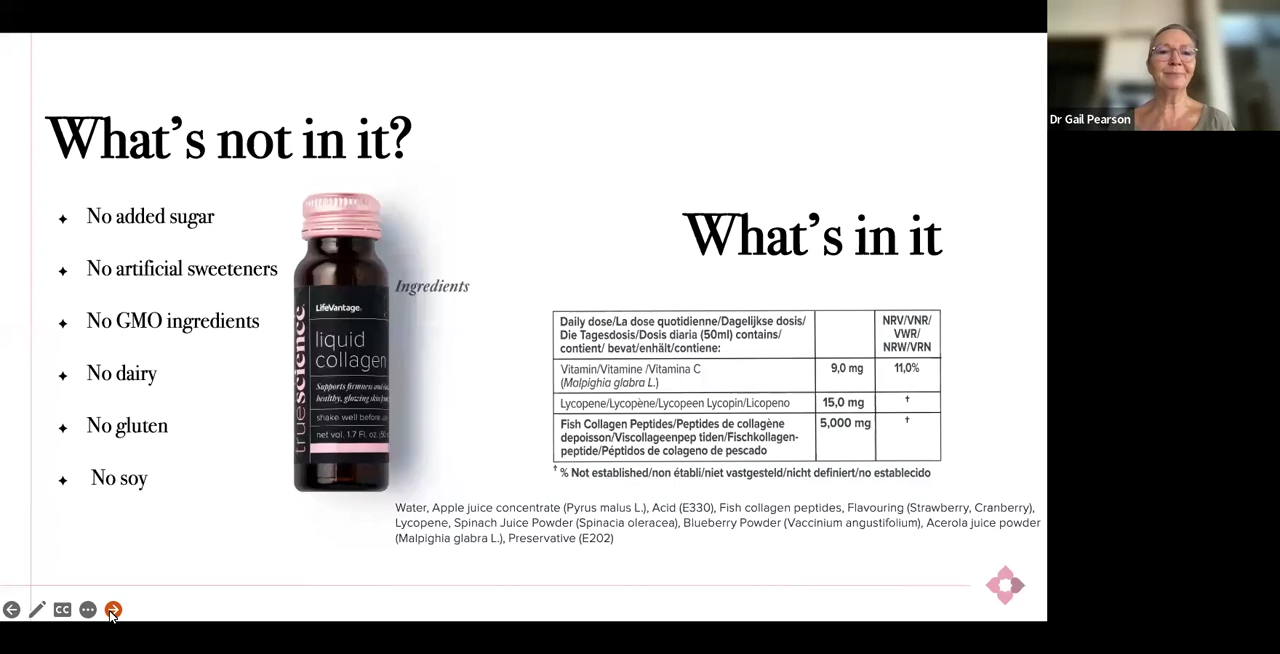 What's not in it?
No added sugar
No artificial sweeteners
No GMO ingredients
No dairy
No gluten
No soy
LifeVantage
truescience
liquid
collagen
Supports firmness and
healthy, glowing skin
shake well before
net vol. 1.7 Fl. oz.
Ingredients
What's in it
Daily dose/La dose quotidienne/Dagelijkse dosis/
Die Tagesdosis/Dosis diaria (50ml) contains/
contient/ bevat/enhält/contiene:
NRV/VNR/
VWR/
NRW/VRN
Vitamin/Vitamine /Vitamina C
(Malpighia glabra L.)
9,0 mg
11,0%
Lycopene/Lycopène/Lycopeen Lycopin/Licopeno
15,0 mg
†
Fish Collagen Peptides/Peptides de collagène
depoisson/Viscollageenpep tiden/Fischkollagen-
peptide/Péptidos de colageno de pescado
5,000 mg
†
† % Not established/non établi/niet vastgesteld/nicht definiert/no establecido
Water, Apple juice concentrate (Pyrus malus L.), Acid (E330), Fish collagen peptides, Flavouring (Strawberry, Cranberry),
Lycopene, Spinach Juice Powder (Spinacia oleracea), Blueberry Powder (Vaccinium angustifolium), Acerola juice powder
(Malpighia glabra L.), Preservative (E202)
CC
Dr Gail Pearson